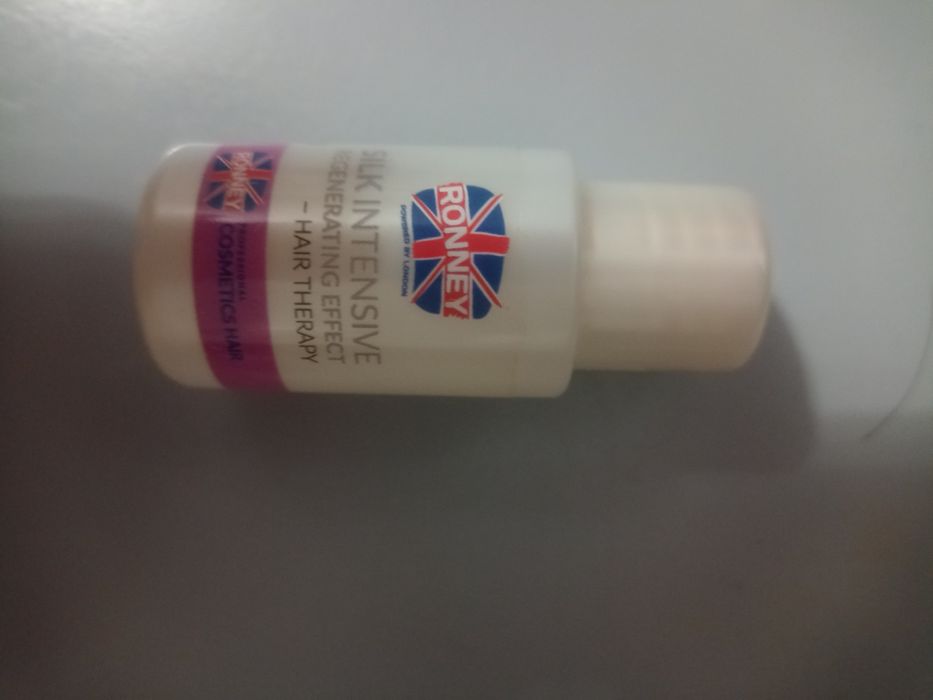 RONNEY
POWERED BY LONDON
SILK INTENSIVE
REGENERATING EFFECT
- HAIR THERAPY
RONNEY
PROFESSIONAL
COSMETICS HAIR